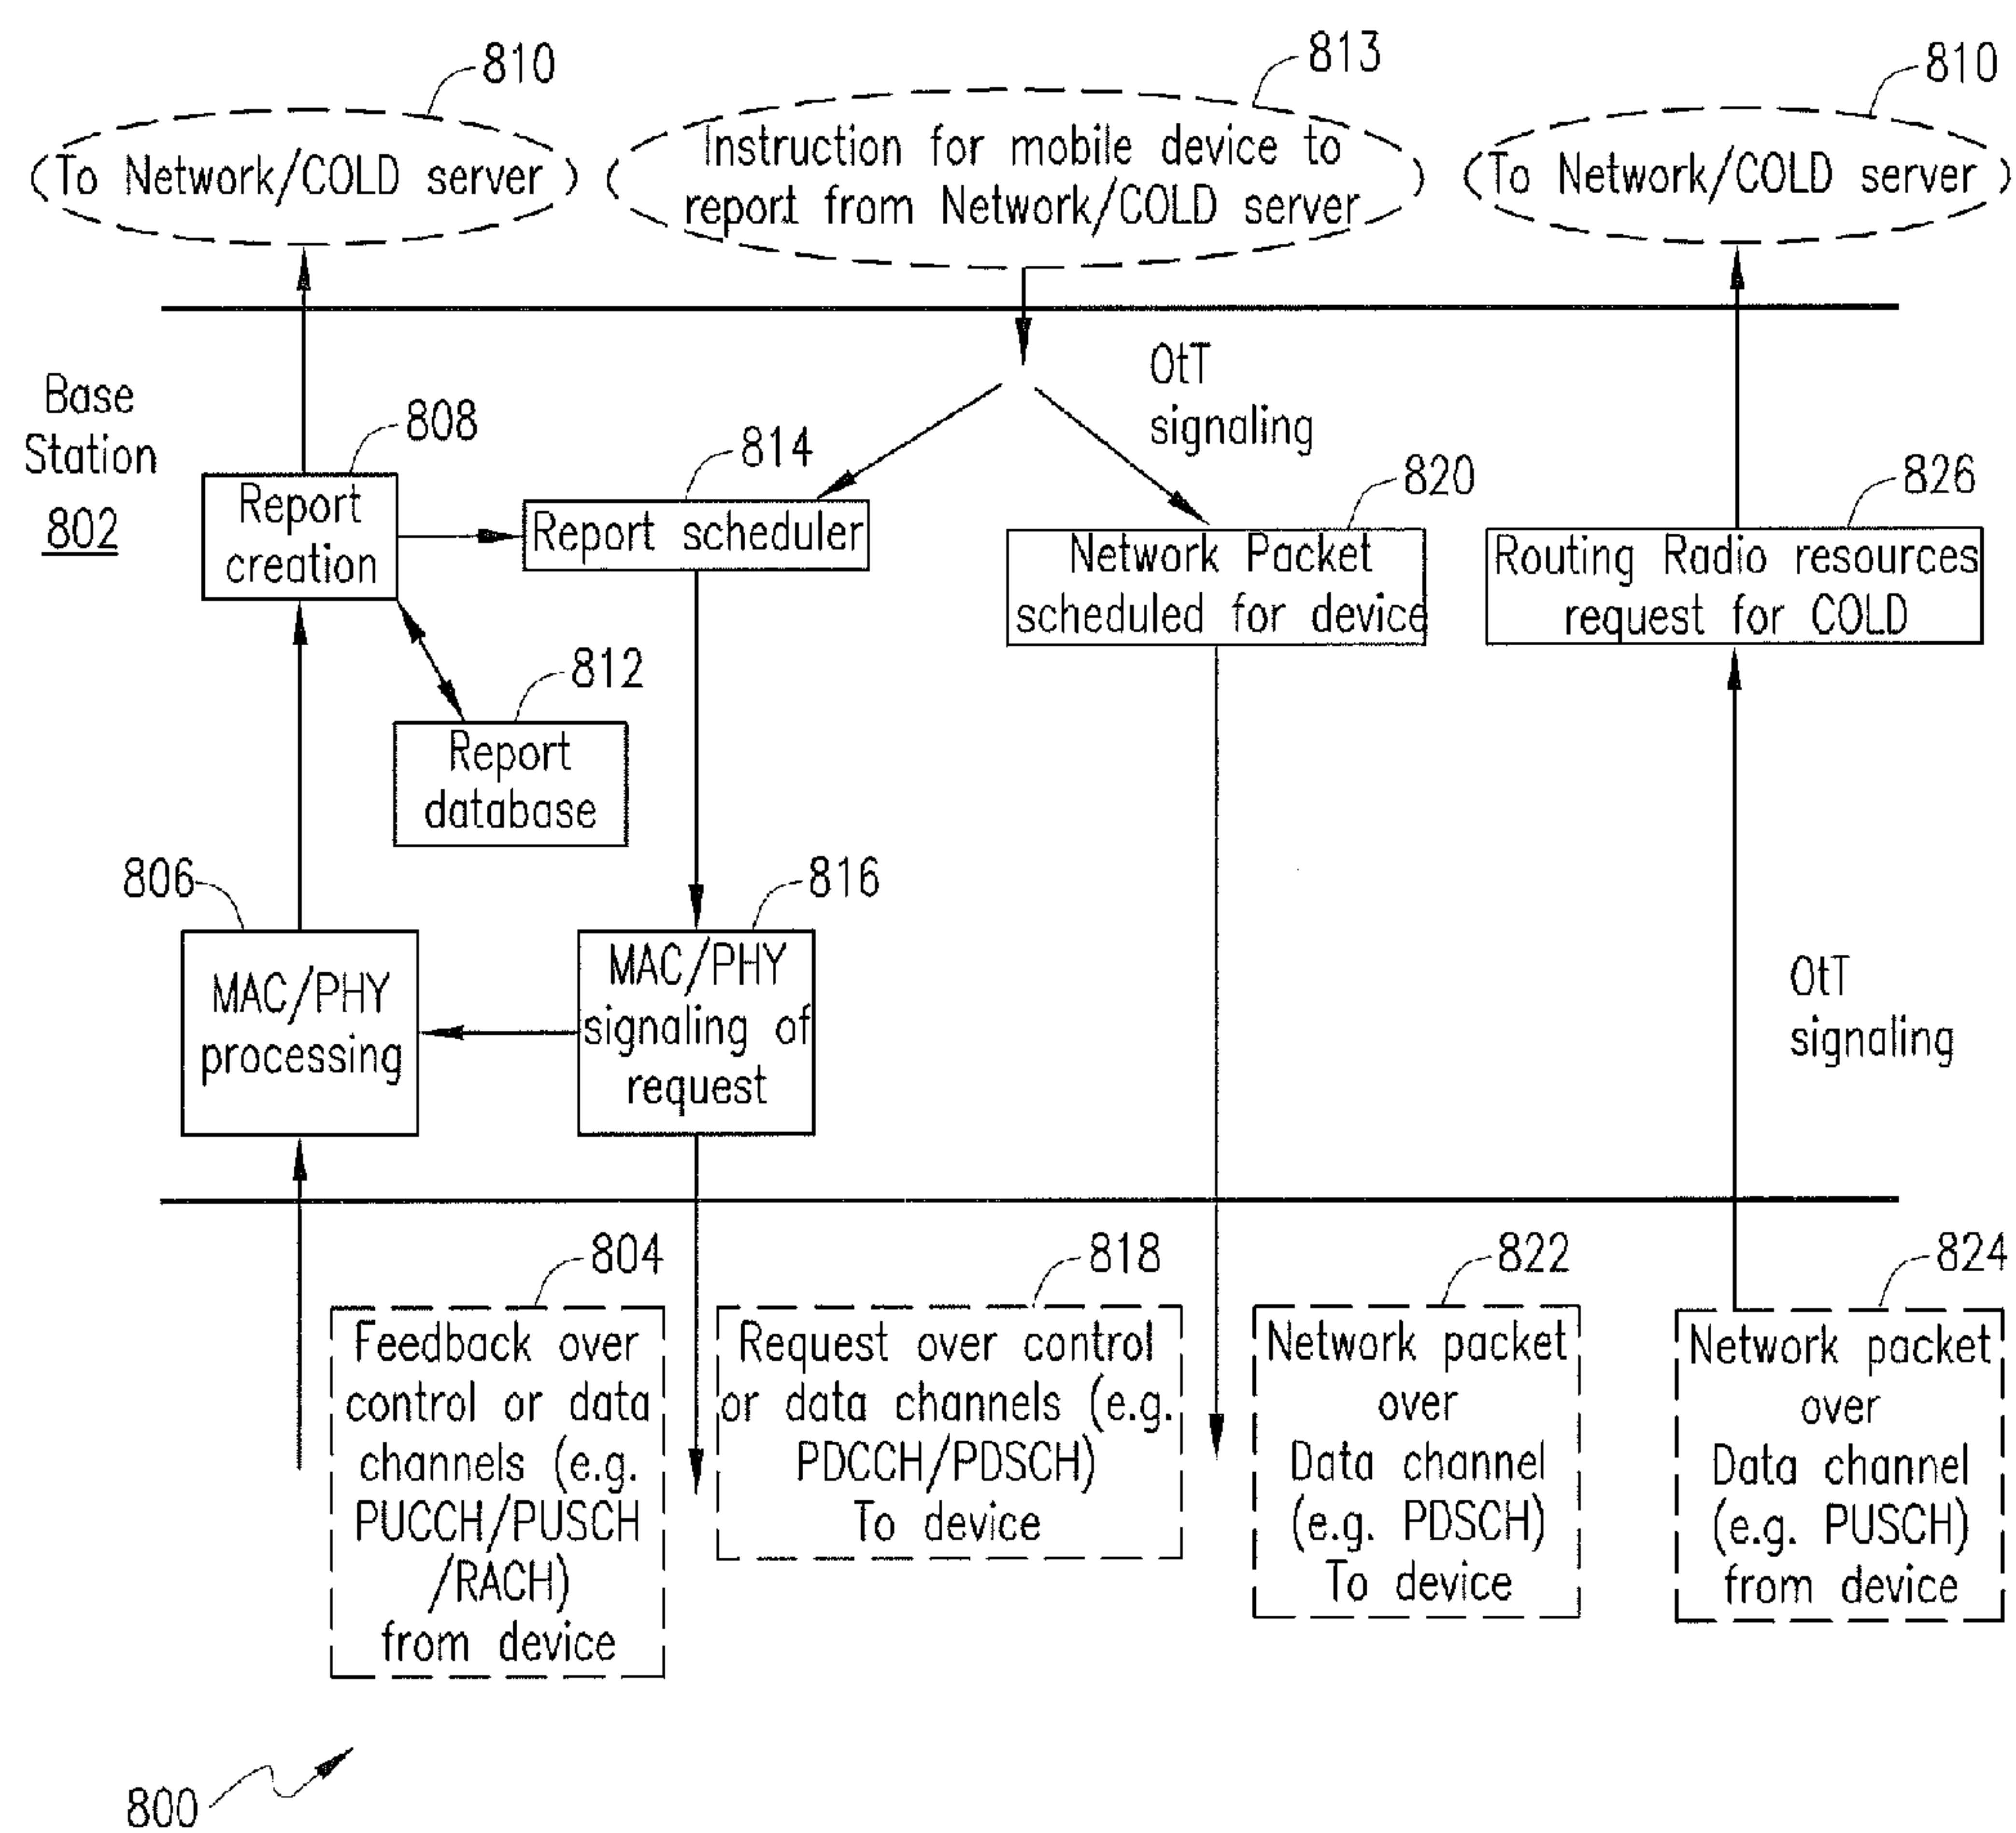 810
813
810
To Network/COLD server
Instruction for mobile device to
report from Network/COLD server
To Network/COLD server
Base
Station
802
OtT
signaling
808
Report
creation
814
Report scheduler
820
Network Packet
scheduled for device
826
Routing Radio resources
request for COLD
812
Report
database
806
MAC/PHY
processing
816
MAC/PHY
signaling of
request
OtT
signaling
804
Feedback over
control or data
channels (e.g.
PUCCH/PUSCH
/RACH)
from device
818
Request over control
or data channels (e.g.
PDCCH/PDSCH)
To device
822
Network packet
over
Data channel
(e.g. PDSCH)
To device
824
Network packet
over
Data channel
(e.g. PUSCH)
from device
800